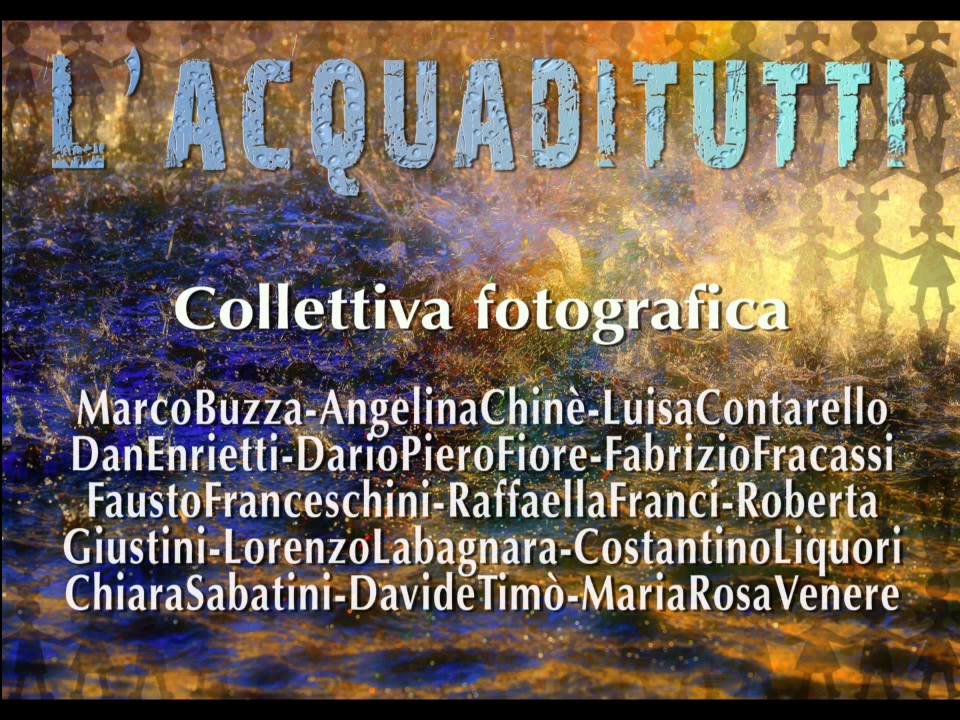 L'ACQUADITUTTI
Collettiva fotografica
MarcoBuzza-AngelinaChinè-LuisaContarello
DanEnrietti-DarioPieroFiore-FabrizioFracassi
FaustoFranceschini-RaffaellaFranci-Roberta
Giustini-LorenzoLabagnara-CostantinoLiquori
ChiaraSabatini-DavideTimò-MariaRosaVenere